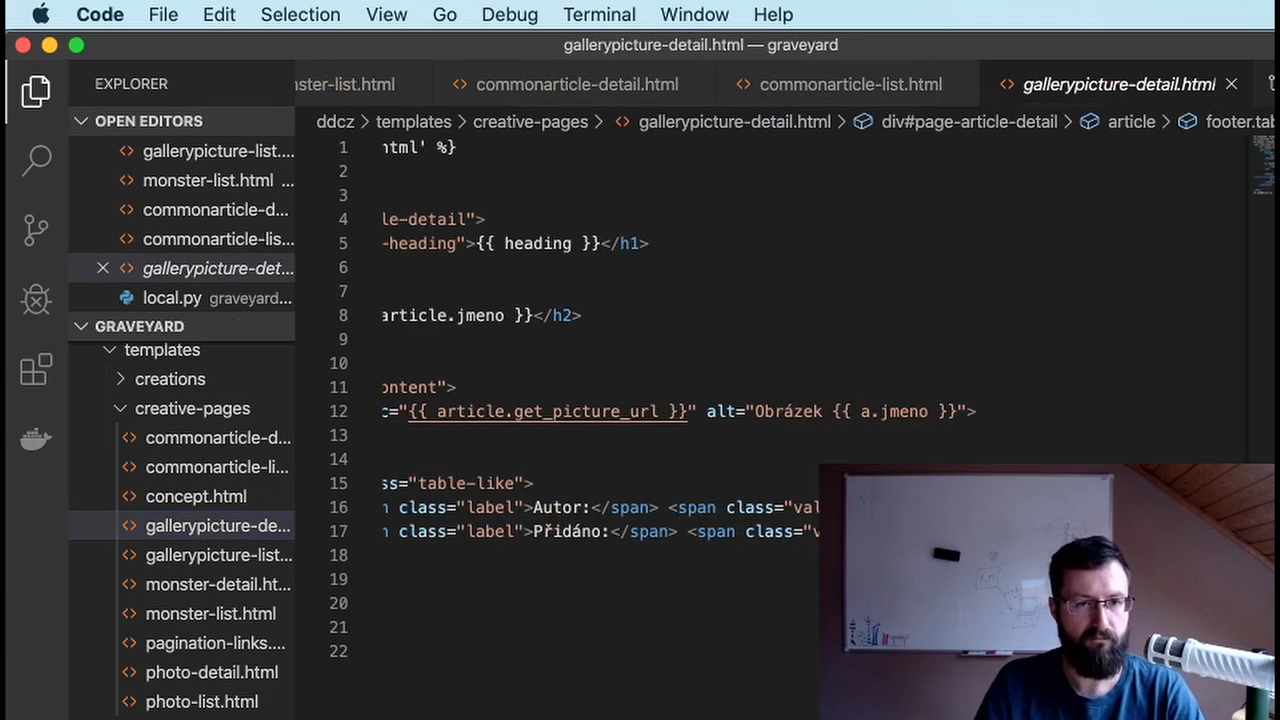 Code File Edit Selection View Go Debug Terminal Window Help
gallerypicture-detail.html — graveyard
EXPLORER
nster-list.html commonarticle-detail.html commonarticle-list.html gallerypicture-detail.html
OPEN EDITORS
ddcz > templates > creative-pages > gallerypicture-detail.html > div#page-article-detail > article > footer.tab
gallerypicture-list....
monster-list.html ...
commonarticle-d...
commonarticle-lis...
gallerypicture-det...
local.py graveyard...
GRAVEYARD
templates
creations
creative-pages
commonarticle-d...
commonarticle-li...
concept.html
gallerypicture-de...
gallerypicture-list...
monster-detail.ht...
monster-list.html
pagination-links....
photo-detail.html
photo-list.html
1 html' %}
2
3
4 le-detail">
5 -heading">{{ heading }}</h1>
6
7
8 article.jmeno }}</h2>
9
10
11 ontent">
12 c="{{ article.get_picture_url }}" alt="Obrázek {{ a.jmeno }}">
13
14
15 ss="table-like">
16 n class="label">Autor:</span> <span class="val
17 n class="label">Přidáno:</span> <span class="v
18
19
20
21
22